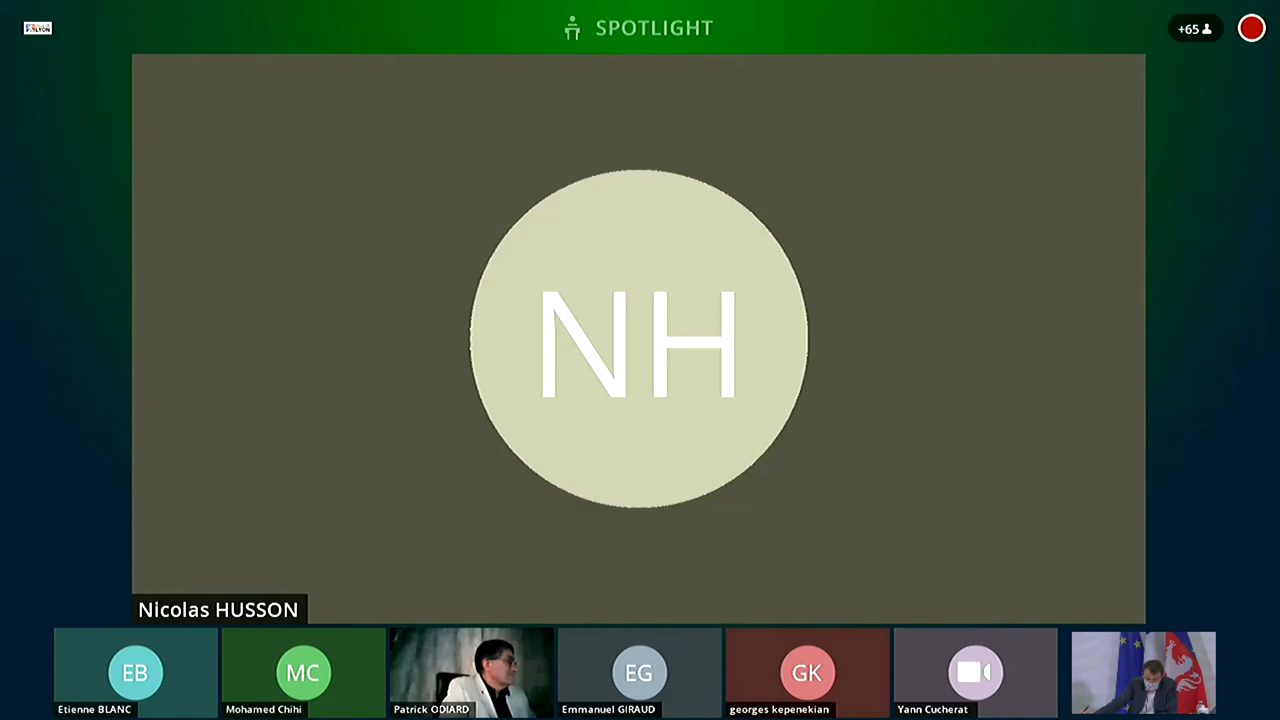 LYON
SPOTLIGHT
+65
NH
Nicolas HUSSON
EB
MC
EG
GK
Etienne BLANC
Mohamed Chihi
Patrick ODIARD
Emmanuel GIRAUD
georges kepenekian
Yann Cucherat